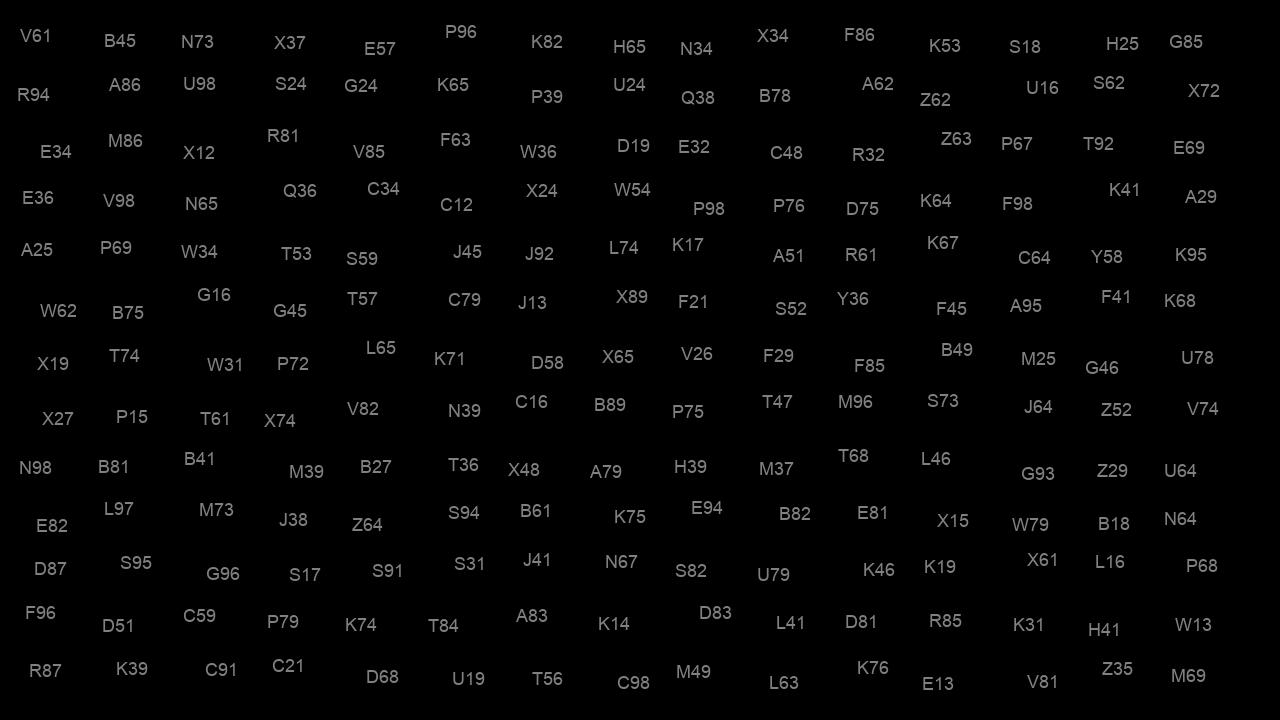 V61 B45 N73 X37 E57 P96 K82 H65 N34 X34 F86 K53 S18 H25 G85
R94 A86 U98 S24 G24 K65 P39 U24 Q38 B78 A62 Z62 U16 S62 X72
E34 M86 X12 R81 V85 F63 W36 D19 E32 C48 R32 Z63 P67 T92 E69
E36 V98 N65 Q36 C34 C12 X24 W54 P98 P76 D75 K64 F98 K41 A29
A25 P69 W34 T53 S59 J45 J92 L74 K17 A51 R61 K67 C64 Y58 K95
W62 B75 G16 G45 T57 C79 J13 X89 F21 S52 Y36 F45 A95 F41 K68
X19 T74 W31 P72 L65 K71 D58 X65 V26 F29 F85 B49 M25 G46 U78
X27 P15 T61 X74 V82 N39 C16 B89 P75 T47 M96 S73 J64 Z52 V74
N98 B81 B41 M39 B27 T36 X48 A79 H39 M37 T68 L46 G93 Z29 U64
E82 L97 M73 J38 Z64 S94 B61 K75 E94 B82 E81 X15 W79 B18 N64
D87 S95 G96 S17 S91 S31 J41 N67 S82 U79 K46 K19 X61 L16 P68
F96 D51 C59 P79 K74 T84 A83 K14 D83 L41 D81 R85 K31 H41 W13
R87 K39 C91 C21 D68 U19 T56 C98 M49 L63 K76 E13 V81 Z35 M69